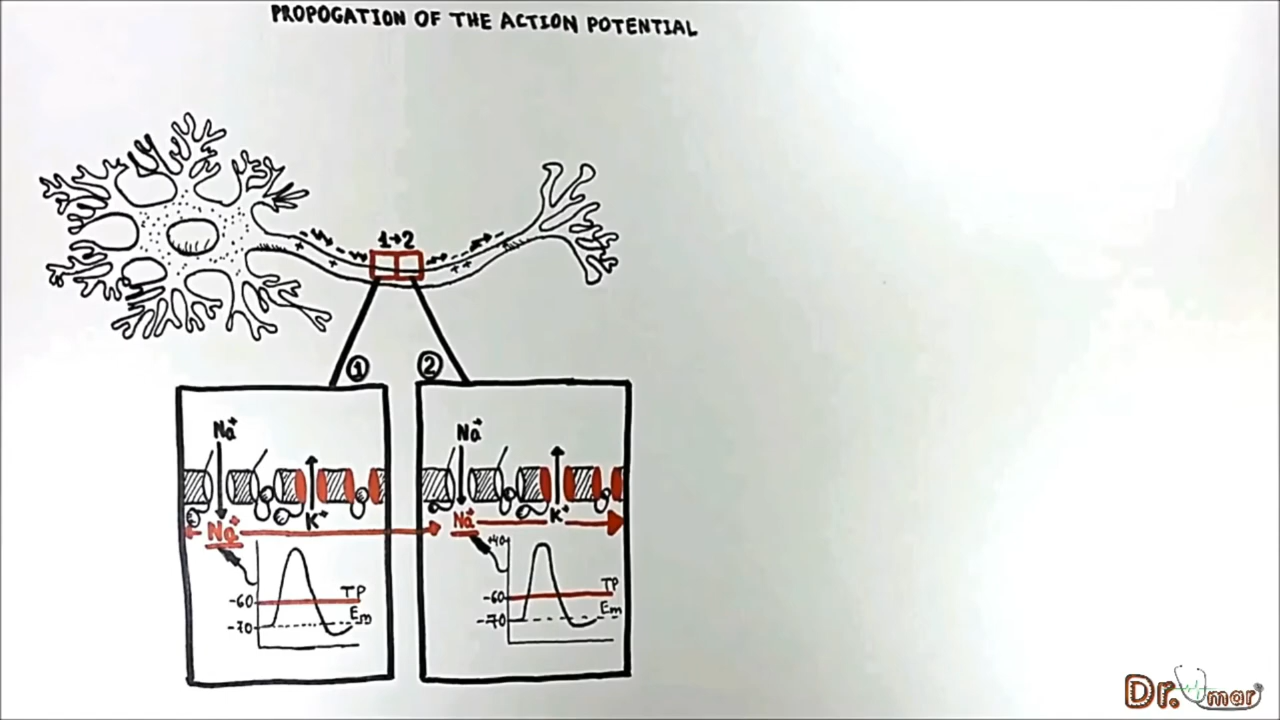 PROPOGATION OF THE ACTION POTENTIAL
1→2
1
2
Na+
K+
Na+
TP
-60
Em
-70
Na+
K+
Na+
+40
TP
-60
Em
-70
Dr. Umar